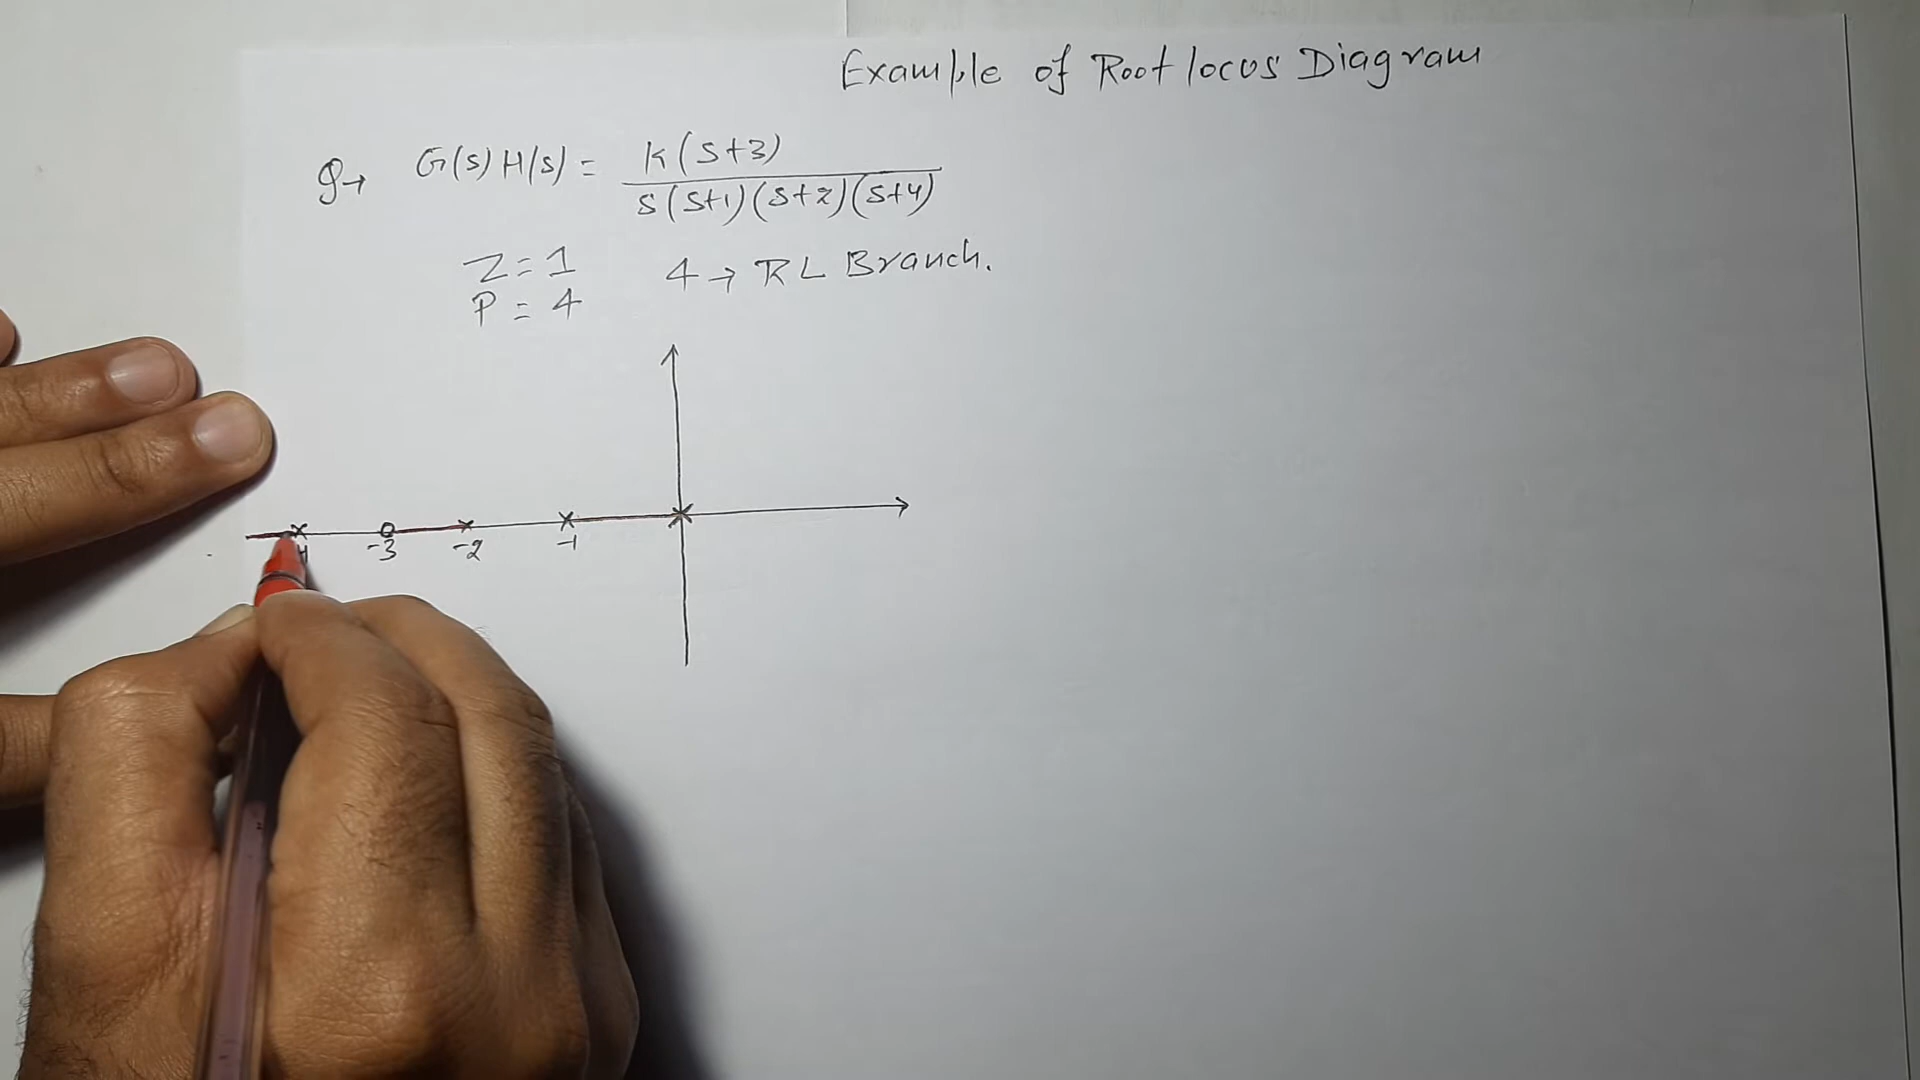 Example of Root locus Diagram
Q→ G(s) H(s) = K(s+3)
s(s+1)(s+2)(s+4)
Z=1 4 → RL Branch.
P = 4
-3 -2 -1